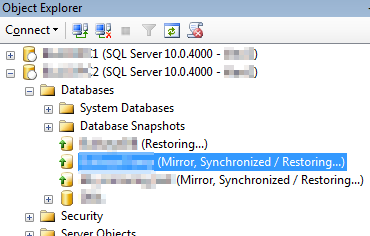 Object Explorer
Connect
1 (SQL Server 10.0.4000 -
2 (SQL Server 10.0.4000 -
Databases
System Databases
Database Snapshots
(Restoring...)
(Mirror, Synchronized / Restoring...)
(Mirror, Synchronized / Restoring...)
Security
Server Objects